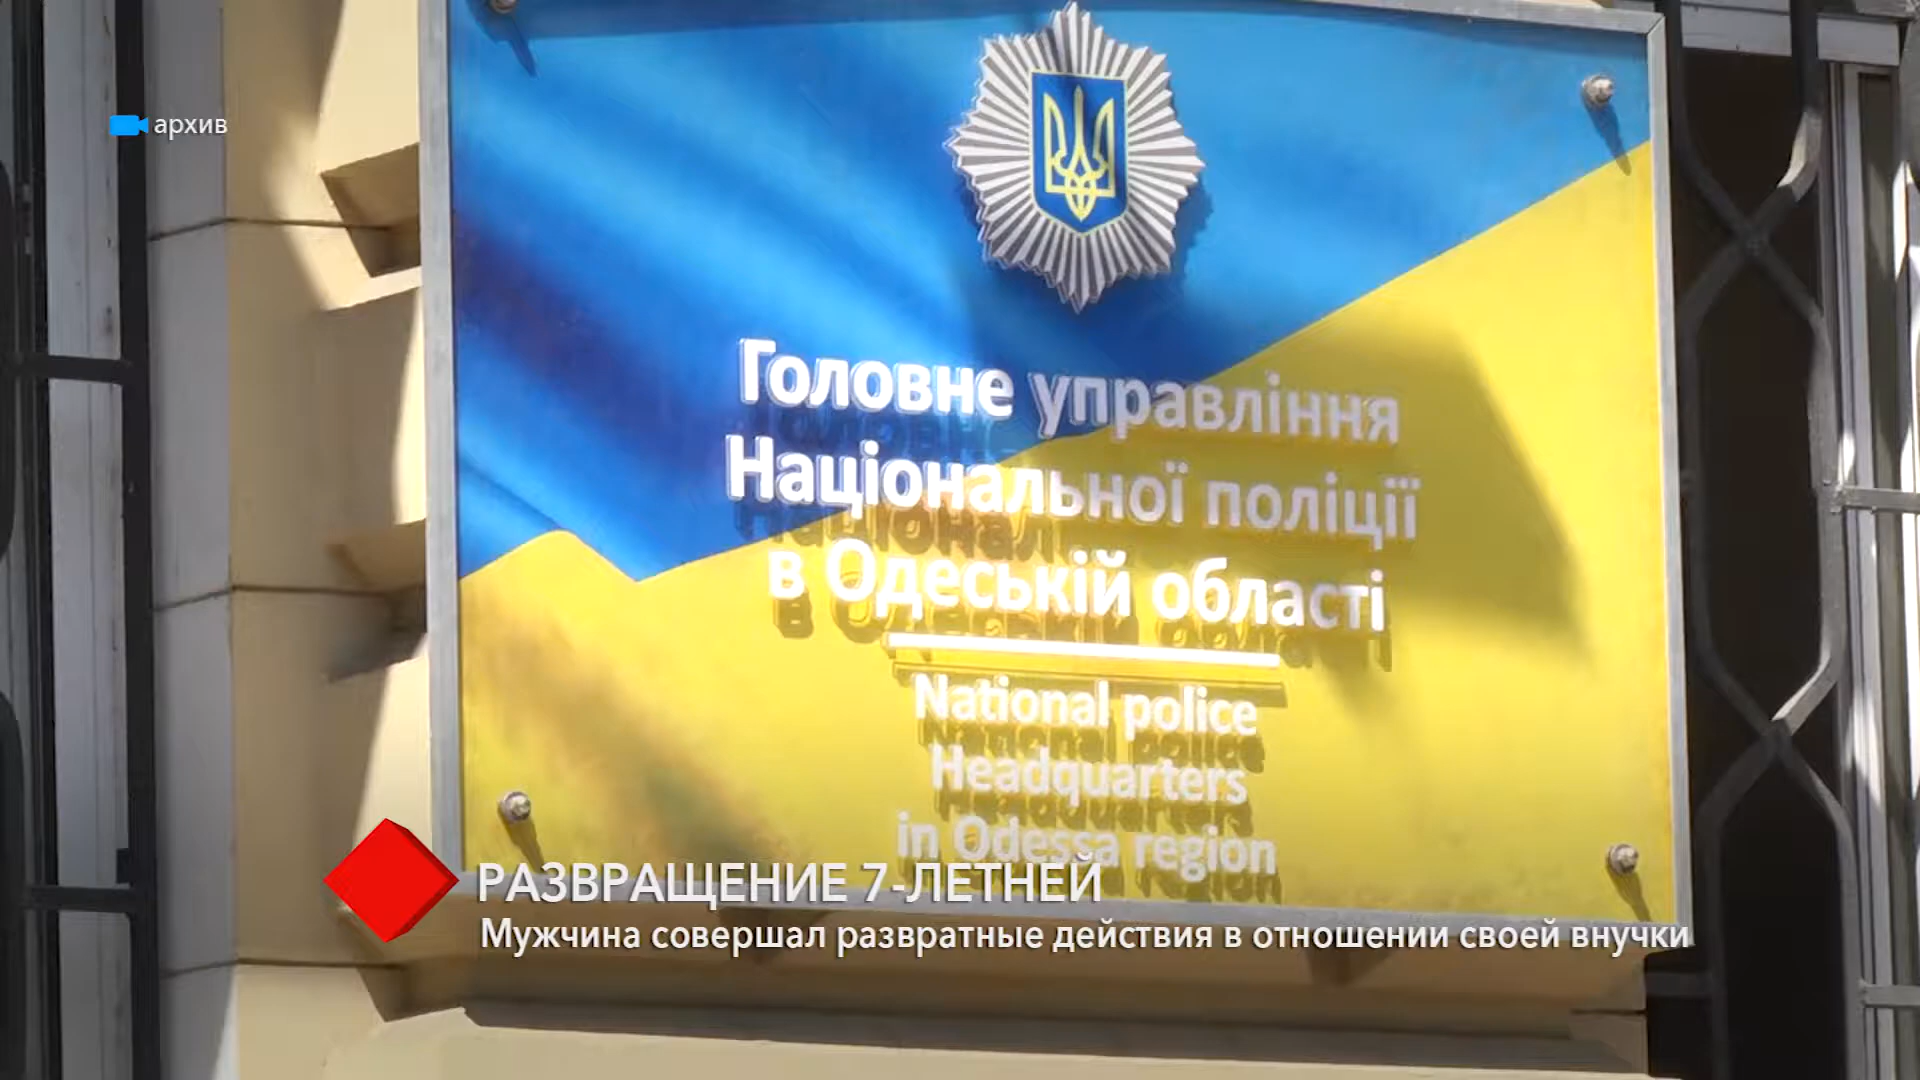 архив
Головне управління
Національної поліції
в Одеській області
National police
Headquarters
in Odessa region
РАЗВРАЩЕНИЕ 7-ЛЕТНЕЙ
Мужчина совершал развратные действия в отношении своей внучки